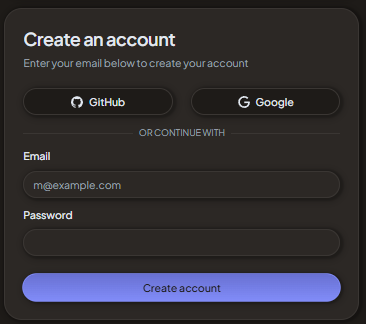 Create an account
Enter your email below to create your account
GitHub
Google
OR CONTINUE WITH
Email
m@example.com
Password
Create account